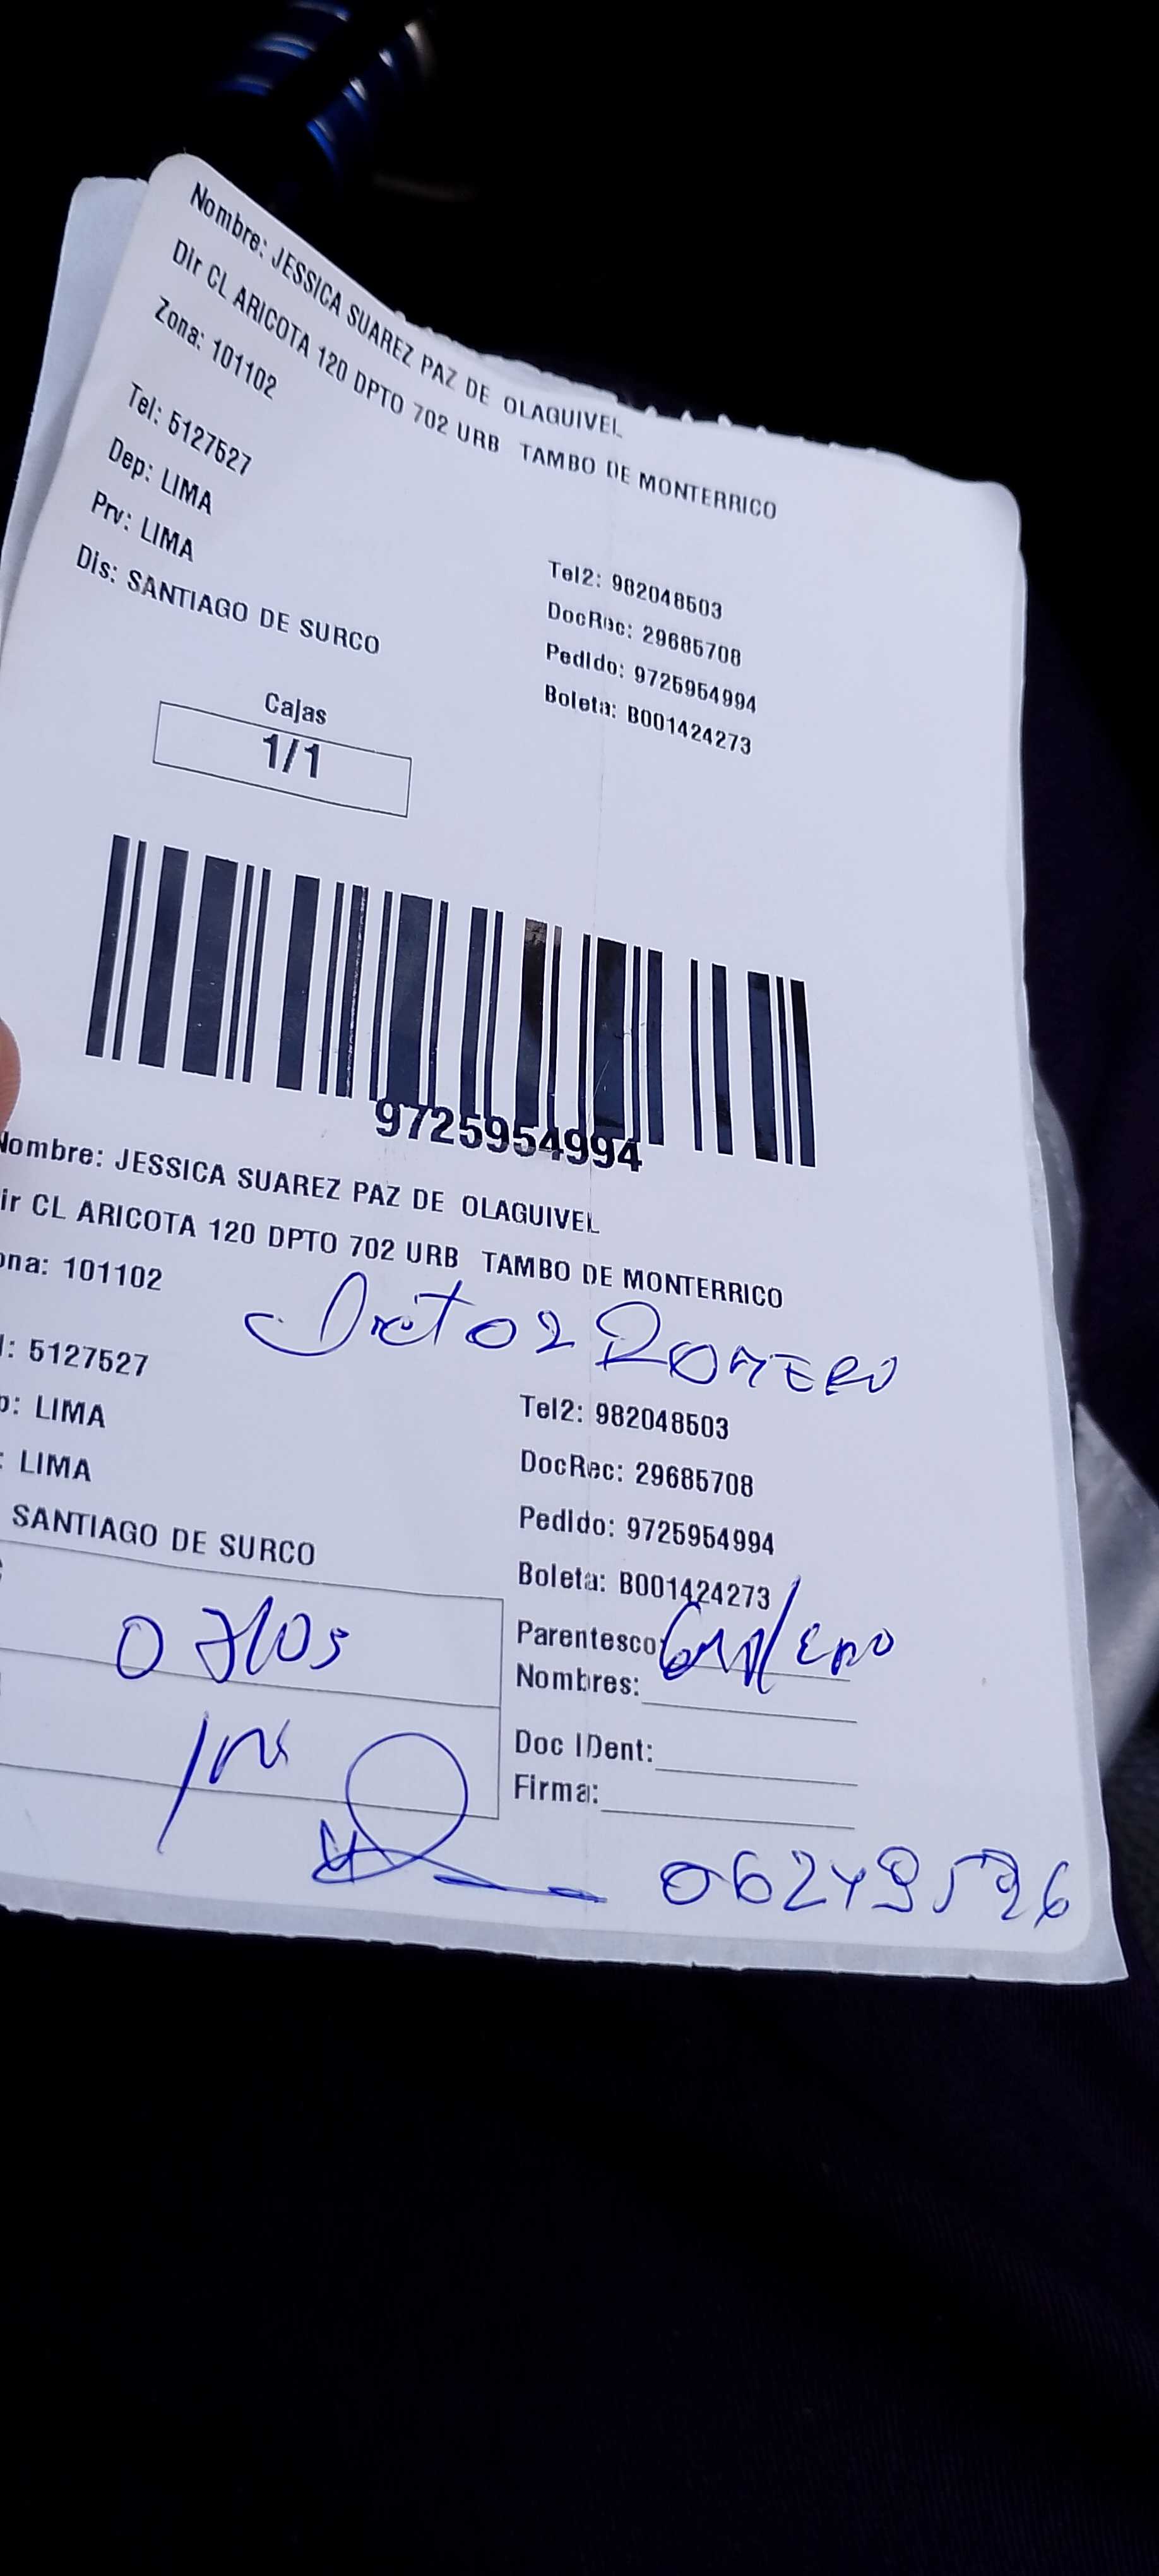 Nombre: JESSICA SUAREZ PAZ DE OLAGUIVEL
Dir CL ARICOTA 120 DPTO 702 URB TAMBO DE MONTERRICO
Zona: 101102
Tel: 5127527
Dep: LIMA
Prv: LIMA
Dis: SANTIAGO DE SURCO
Tel2: 982048503
DocRec: 29685708
Pedido: 9725954994
Boleta: B001424273
Cajas
1/1
9725954994
Nombre: JESSICA SUAREZ PAZ DE OLAGUIVEL
ir CL ARICOTA 120 DPTO 702 URB TAMBO DE MONTERRICO
ona: 101102
ROMERO
l: 5127527
p: LIMA
: LIMA
SANTIAGO DE SURCO
Tel2: 982048503
DocRec: 29685708
Pedido: 9725954994
Boleta: B001424273
Parentesco:
Nombres:
Doc IDent:
Firma: